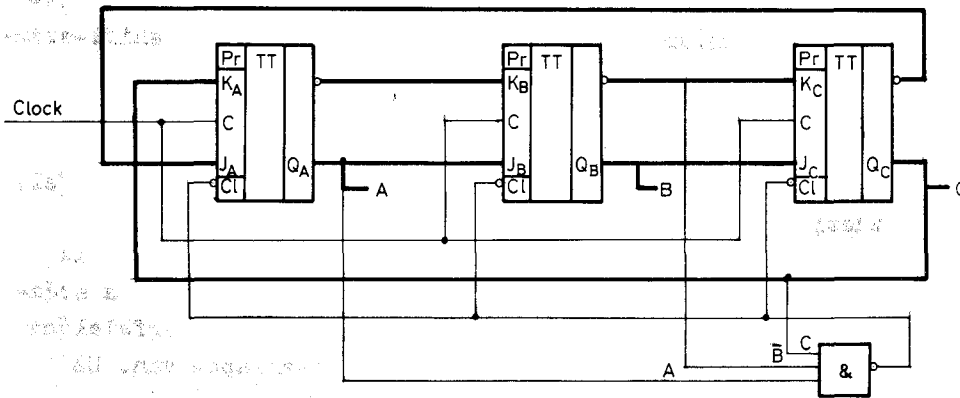 Pr TT Pr TT Pr TT
K_A K_B K_C
Clock
C C C
J_A Q_A J_B Q_B J_C Q_C
Cl Cl Cl
A B C
B̄ C
A &